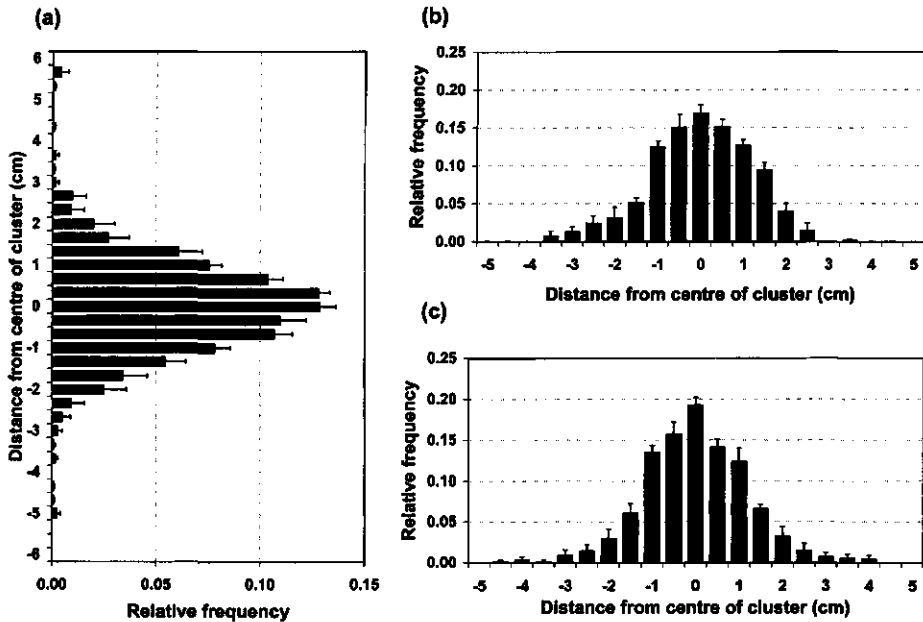 (a)
6
5
4
3
2
1
0
-1
-2
-3
-4
-5
-6
Distance from centre of cluster (cm)
0.00 0.05 0.10 0.15
Relative frequency
(b)
0.25
0.20
0.15
0.10
0.05
0.00
Relative frequency
-5 -4 -3 -2 -1 0 1 2 3 4 5
Distance from centre of cluster (cm)
(c)
0.25
0.20
0.15
0.10
0.05
0.00
Relative frequency
-5 -4 -3 -2 -1 0 1 2 3 4 5
Distance from centre of cluster (cm)